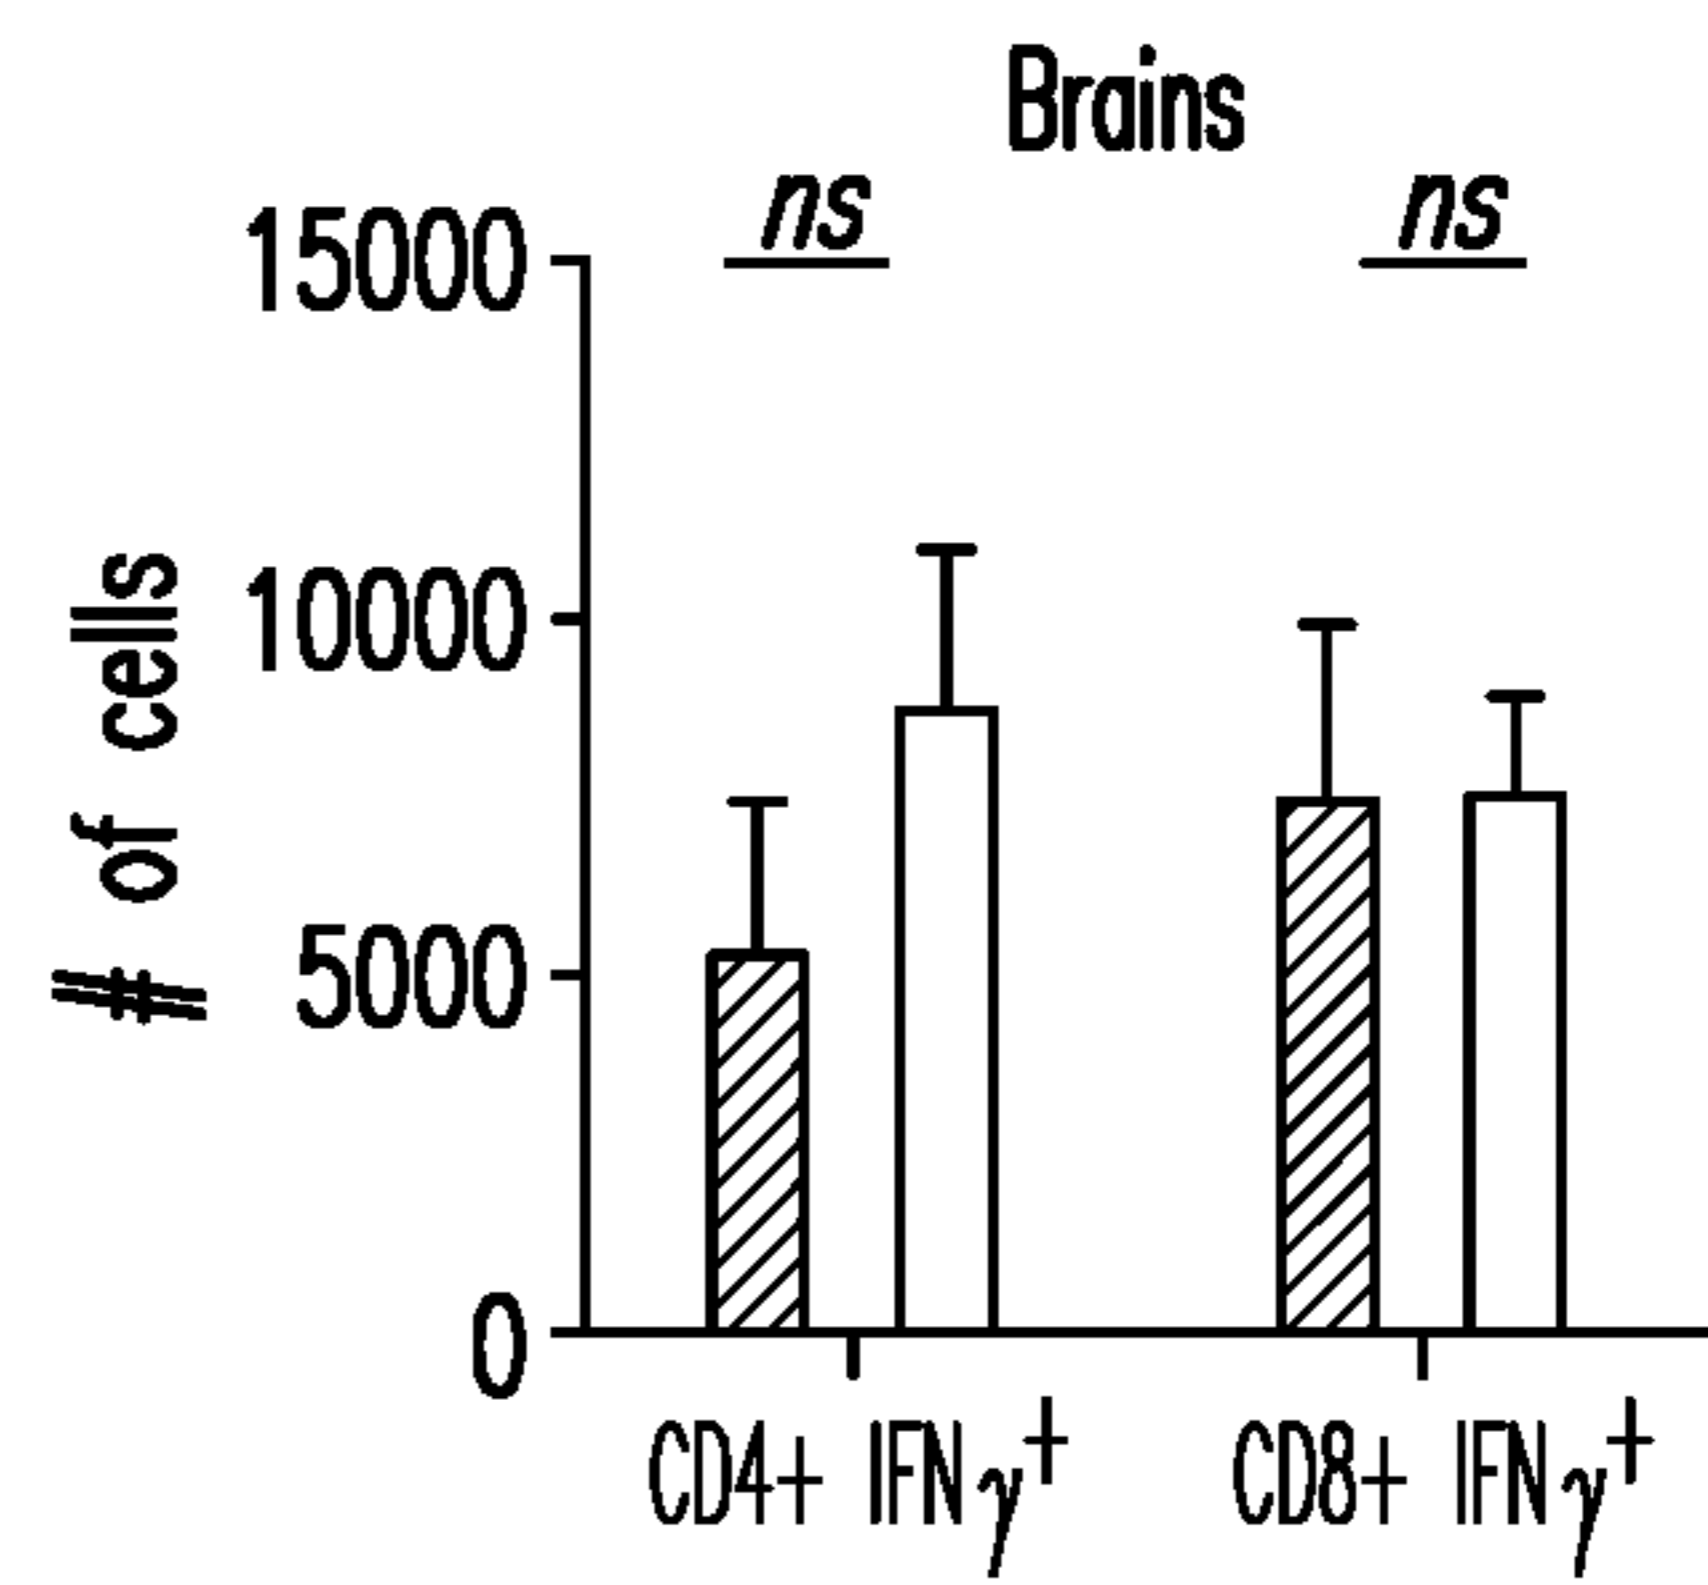 Brains
ns ns
15000
10000
5000
0
# of cells
CD4+ IFNγ+ CD8+ IFNγ+